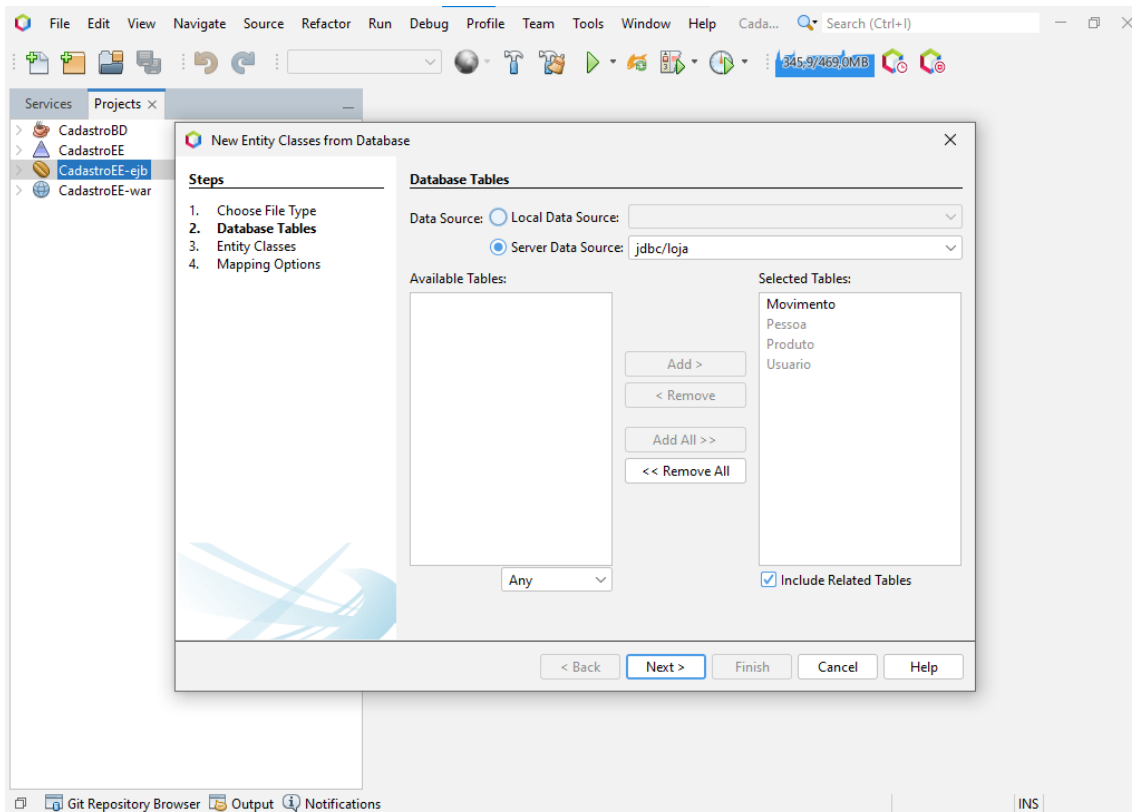 File Edit View Navigate Source Refactor Run Debug Profile Team Tools Window Help Cada... Search (Ctrl+I)
345,9/469,0MB
Services Projects
CadastroBD
CadastroEE
CadastroEE-ejb
CadastroEE-war
New Entity Classes from Database
Steps
1. Choose File Type
2. Database Tables
3. Entity Classes
4. Mapping Options
Database Tables
Data Source: Local Data Source:
Server Data Source: jdbc/loja
Available Tables:
Selected Tables:
Movimento
Pessoa
Produto
Usuario
Add >
< Remove
Add All >>
<< Remove All
Any
Include Related Tables
< Back Next > Finish Cancel Help
Git Repository Browser Output Notifications INS